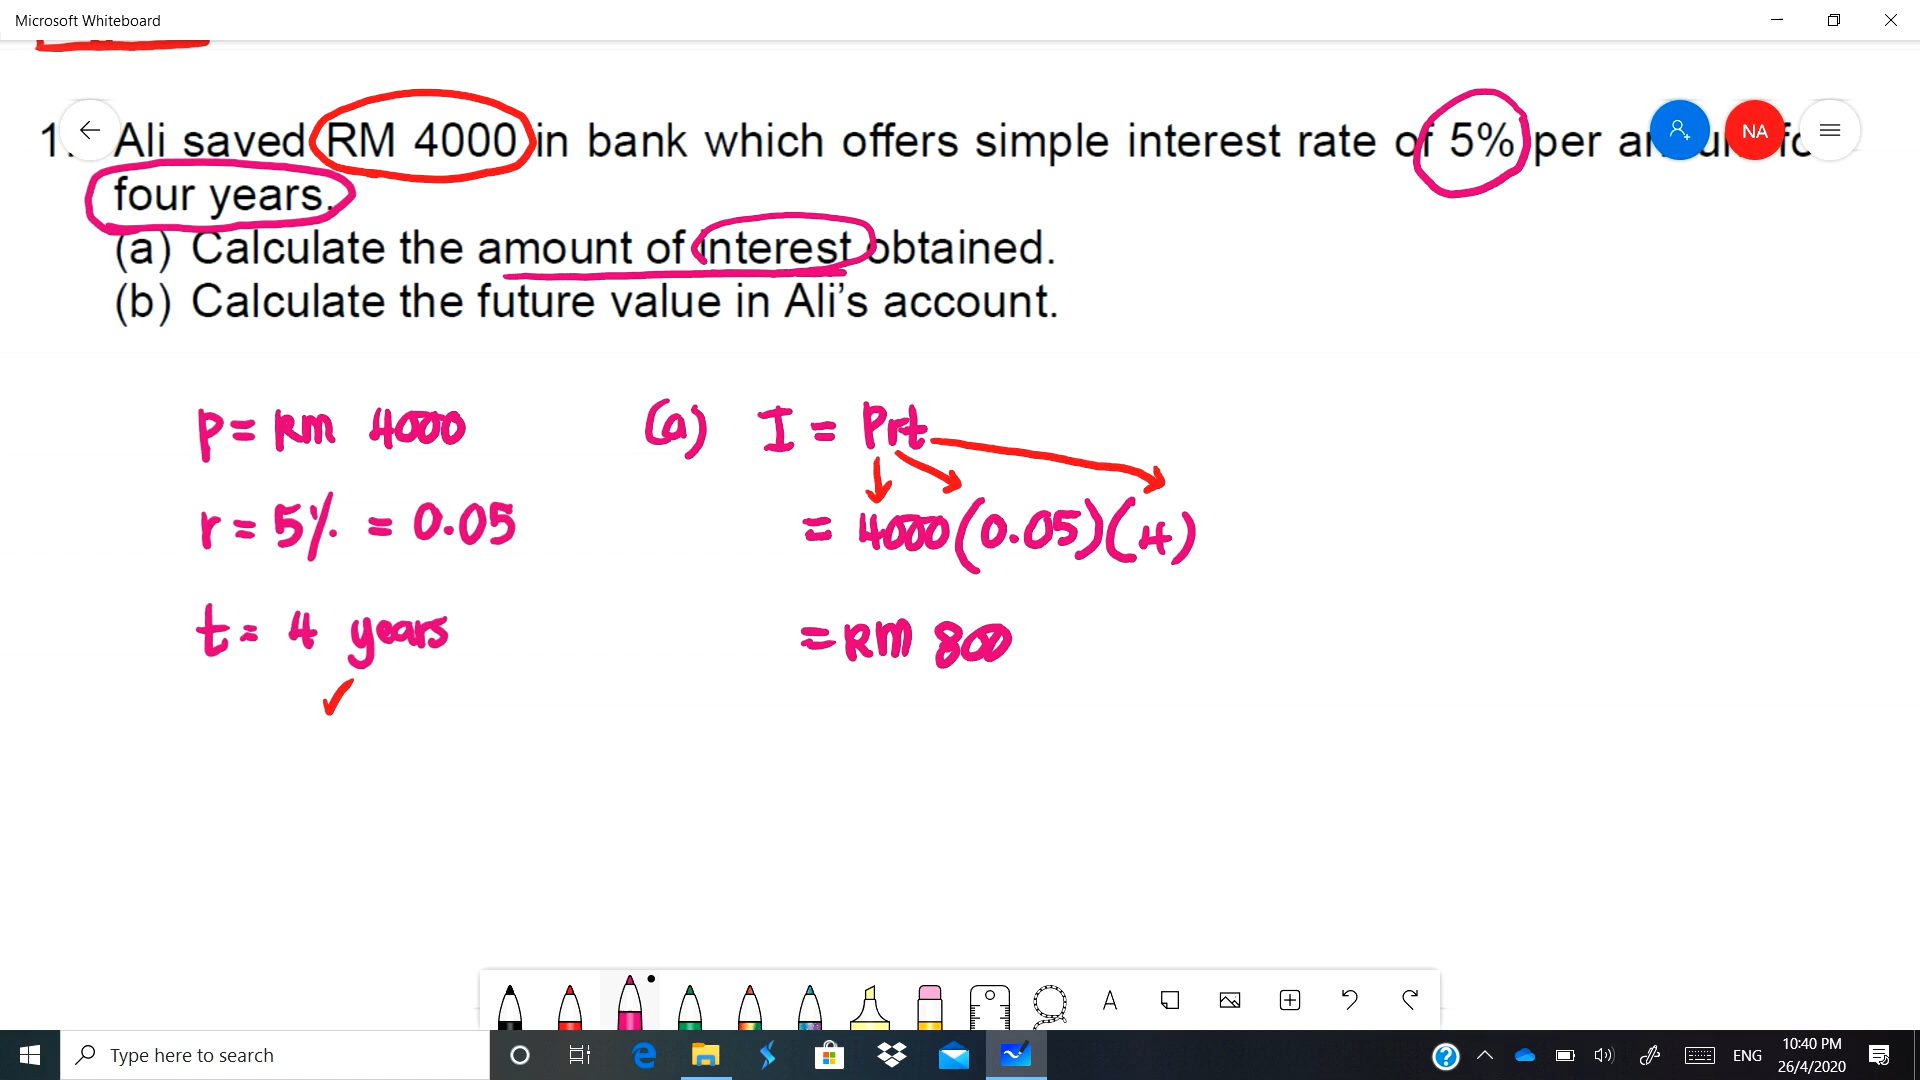 Microsoft Whiteboard
1. Ali saved RM 4000 in bank which offers simple interest rate of 5% per
NA
four years.
(a) Calculate the amount of interest obtained.
(b) Calculate the future value in Ali's account.
P = RM 4000
(a) I = Prt
r = 5% = 0.05
= 4000(0.05)(4)
t = 4 years
= RM 800
A
Type here to search
ENG
10:40 PM
26/4/2020